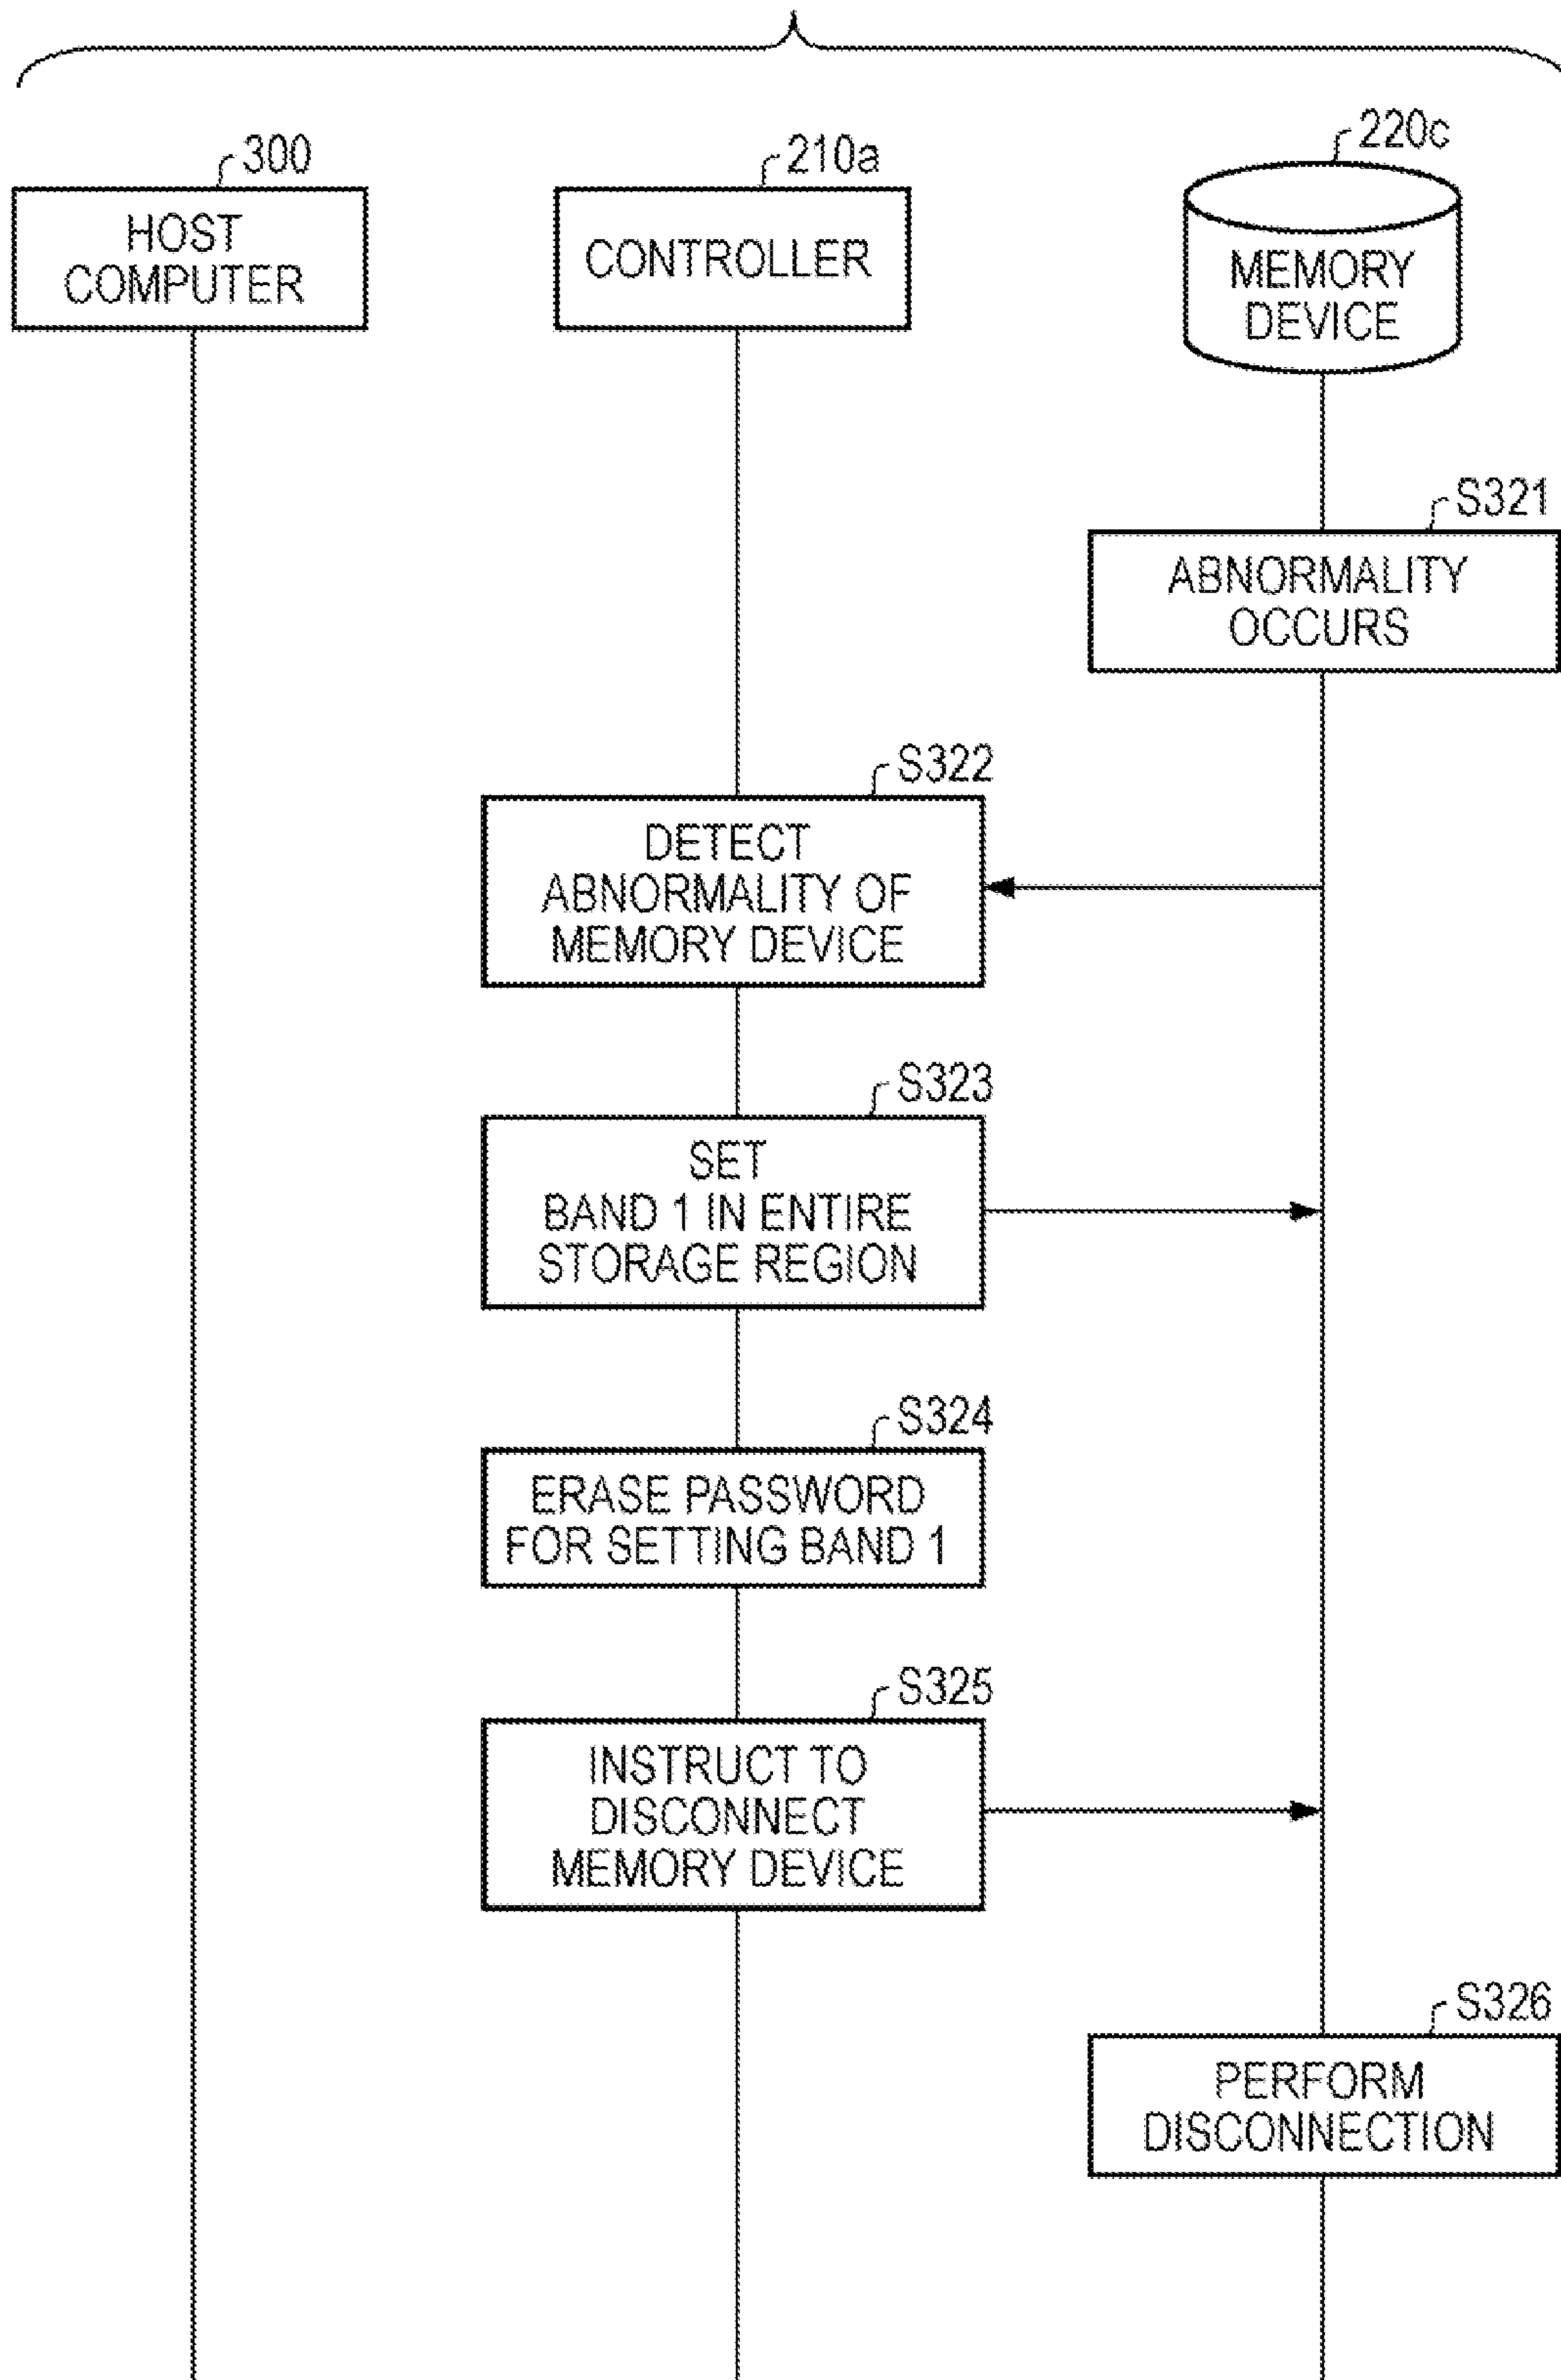 300
HOST
COMPUTER
210a
CONTROLLER
220c
MEMORY
DEVICE
S321
ABNORMALITY
OCCURS
S322
DETECT
ABNORMALITY OF
MEMORY DEVICE
S323
SET
BAND 1 IN ENTIRE
STORAGE REGION
S324
ERASE PASSWORD
FOR SETTING BAND 1
S325
INSTRUCT TO
DISCONNECT
MEMORY DEVICE
S326
PERFORM
DISCONNECTION